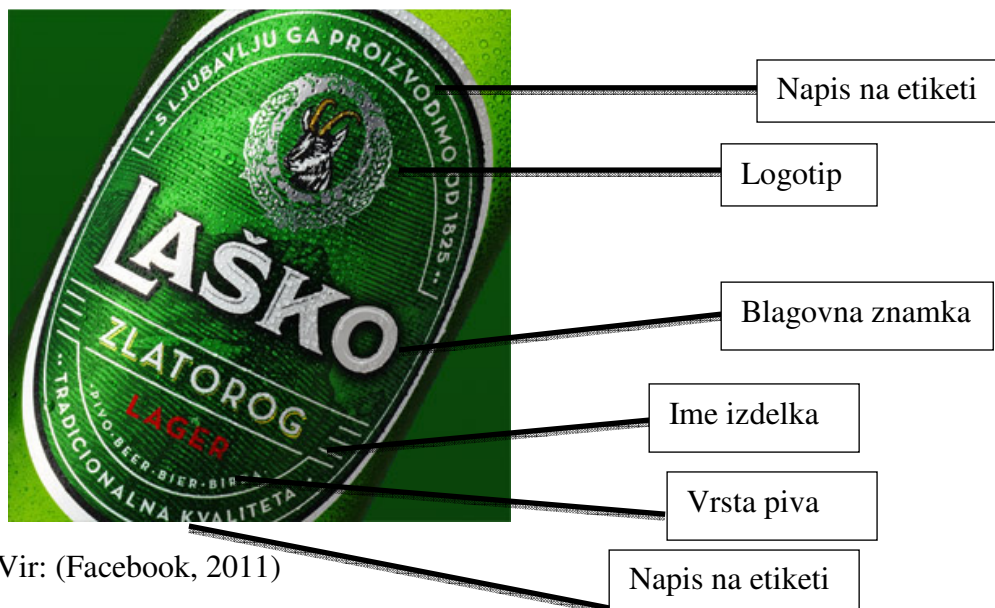 ·· S LJUBAVLJU GA PROIZVODIMO OD 1825 ··
LAŠKO
ZLATOROG
LAGER
·PIVO·BEER·BIER·BIRRA·
·· TRADICIONALNA KVALITETA ··
Napis na etiketi
Logotip
Blagovna znamka
Ime izdelka
Vrsta piva
Napis na etiketi
Vir: (Facebook, 2011)